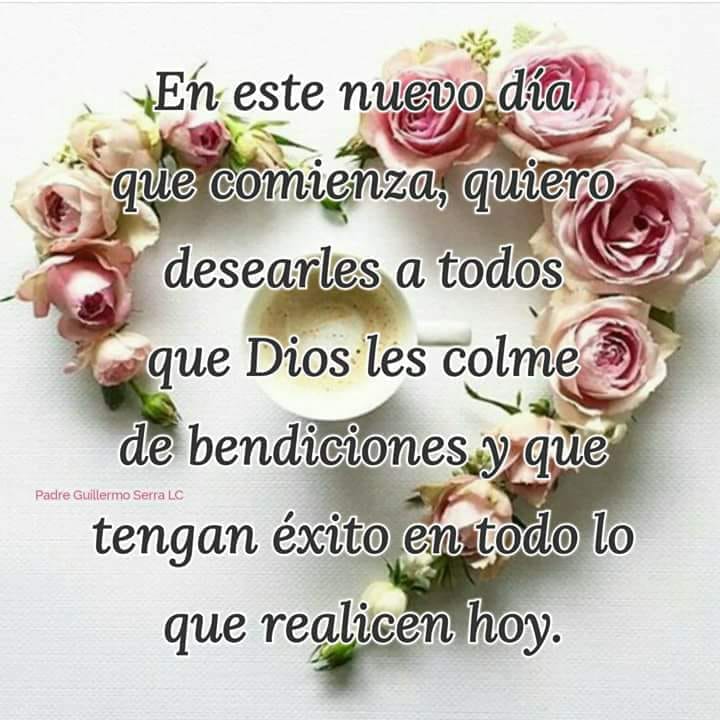 En este nuevo día
que comienza, quiero
desearles a todos
que Dios les colme
de bendiciones y que
Padre Guillermo Serra LC
tengan éxito en todo lo
que realicen hoy.